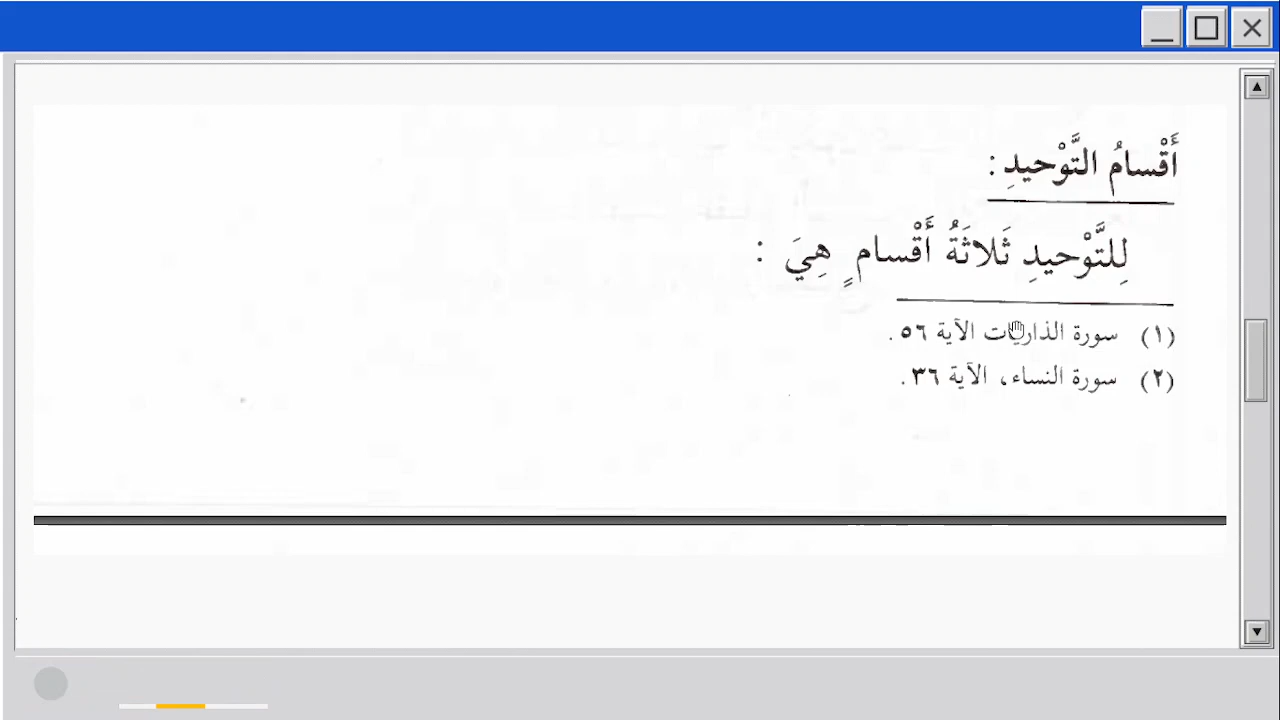 أَقْسامُ التَّوْحيدِ :
لِلتَّوْحيدِ ثَلاثَةُ أَقْسامٍ هِيَ :
(١) سورة الذاريات الآية ٥٦.
(٢) سورة النساء، الآية ٣٦.